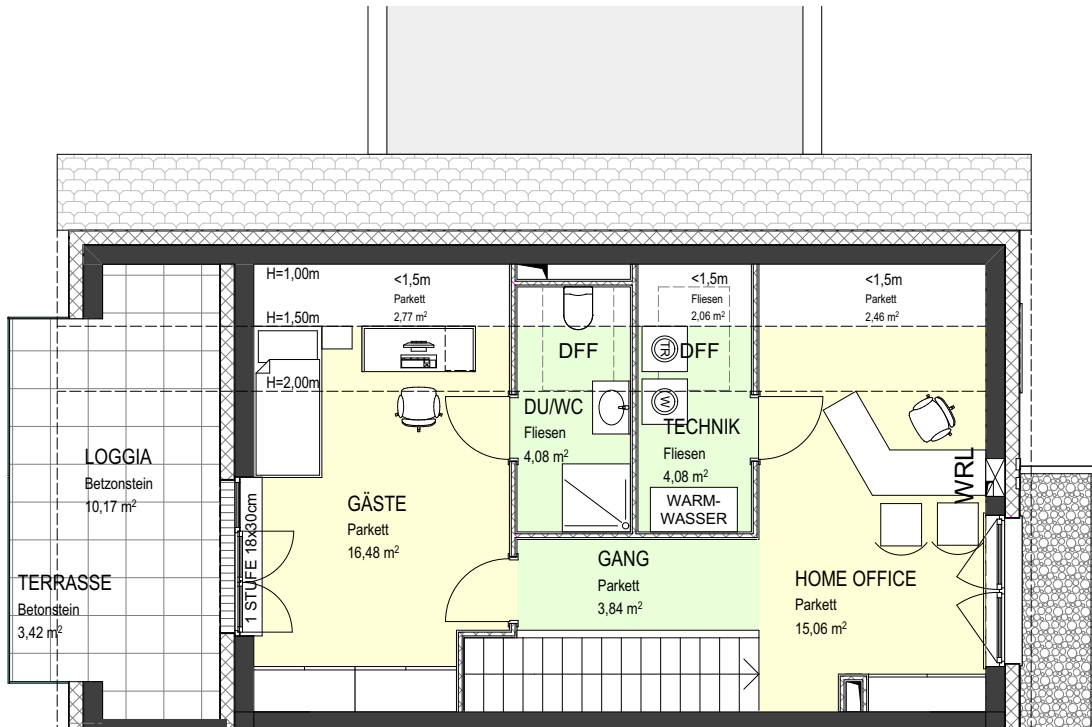 H=1,00m
H=1,50m
H=2,00m
<1,5m
Parkett
2,77 m²
<1,5m
Fliesen
2,06 m²
<1,5m
Parkett
2,46 m²
DFF
DFF
TR
W
DU/WC
Fliesen
4,08 m²
TECHNIK
Fliesen
4,08 m²
WARM-
WASSER
LOGGIA
Betzonstein
10,17 m²
TERRASSE
Betonstein
3,42 m²
1 STUFE 18x30cm
GÄSTE
Parkett
16,48 m²
GANG
Parkett
3,84 m²
HOME OFFICE
Parkett
15,06 m²
WRL